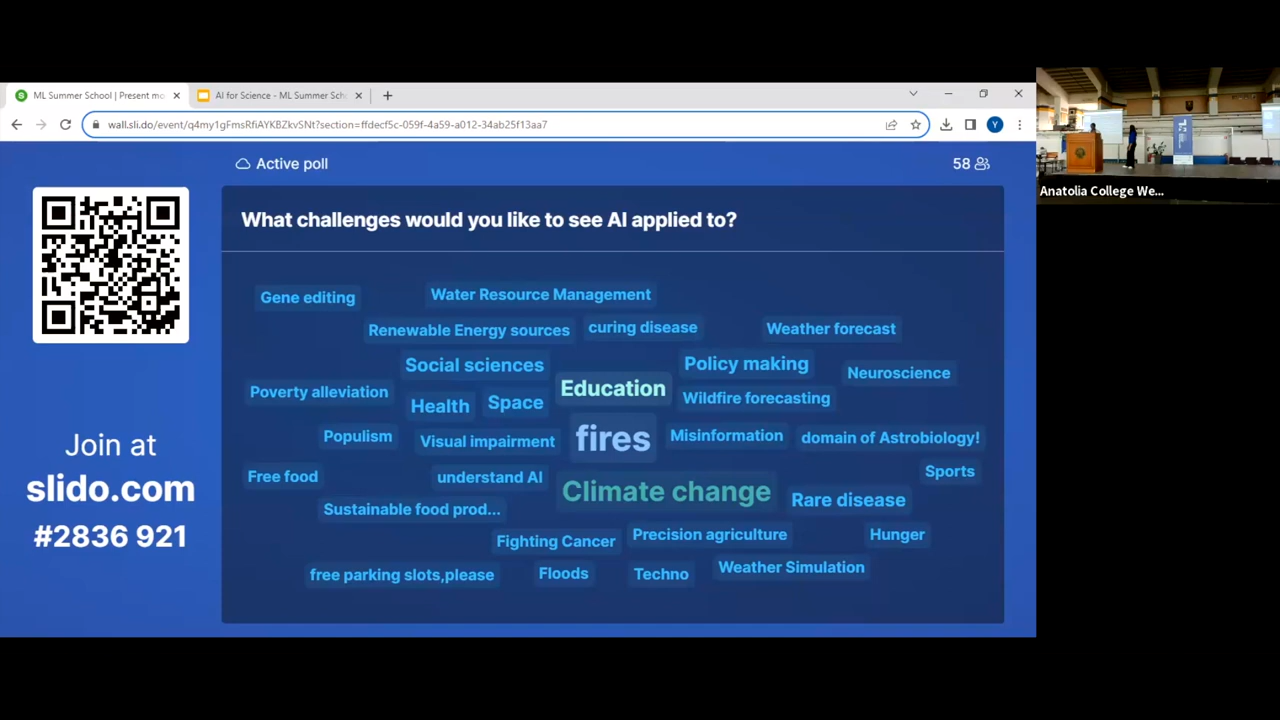 ML Summer School | Present mo
AI for Science - ML Summer Sch
wall.sli.do/event/q4my1gFmsRfiAYKBZkvSNt?section=ffdecf5c-059f-4a59-a012-34ab25f13aa7
Y
Active poll
58
What challenges would you like to see AI applied to?
Gene editing
Water Resource Management
Renewable Energy sources
curing disease
Weather forecast
Social sciences
Policy making
Neuroscience
Education
Poverty alleviation
Health
Space
Wildfire forecasting
Populism
Visual impairment
fires
Misinformation
domain of Astrobiology!
Free food
understand AI
Climate change
Sports
Rare disease
Sustainable food prod...
Fighting Cancer
Precision agriculture
Hunger
free parking slots,please
Floods
Techno
Weather Simulation
Join at
slido.com
#2836 921
Anatolia College We...